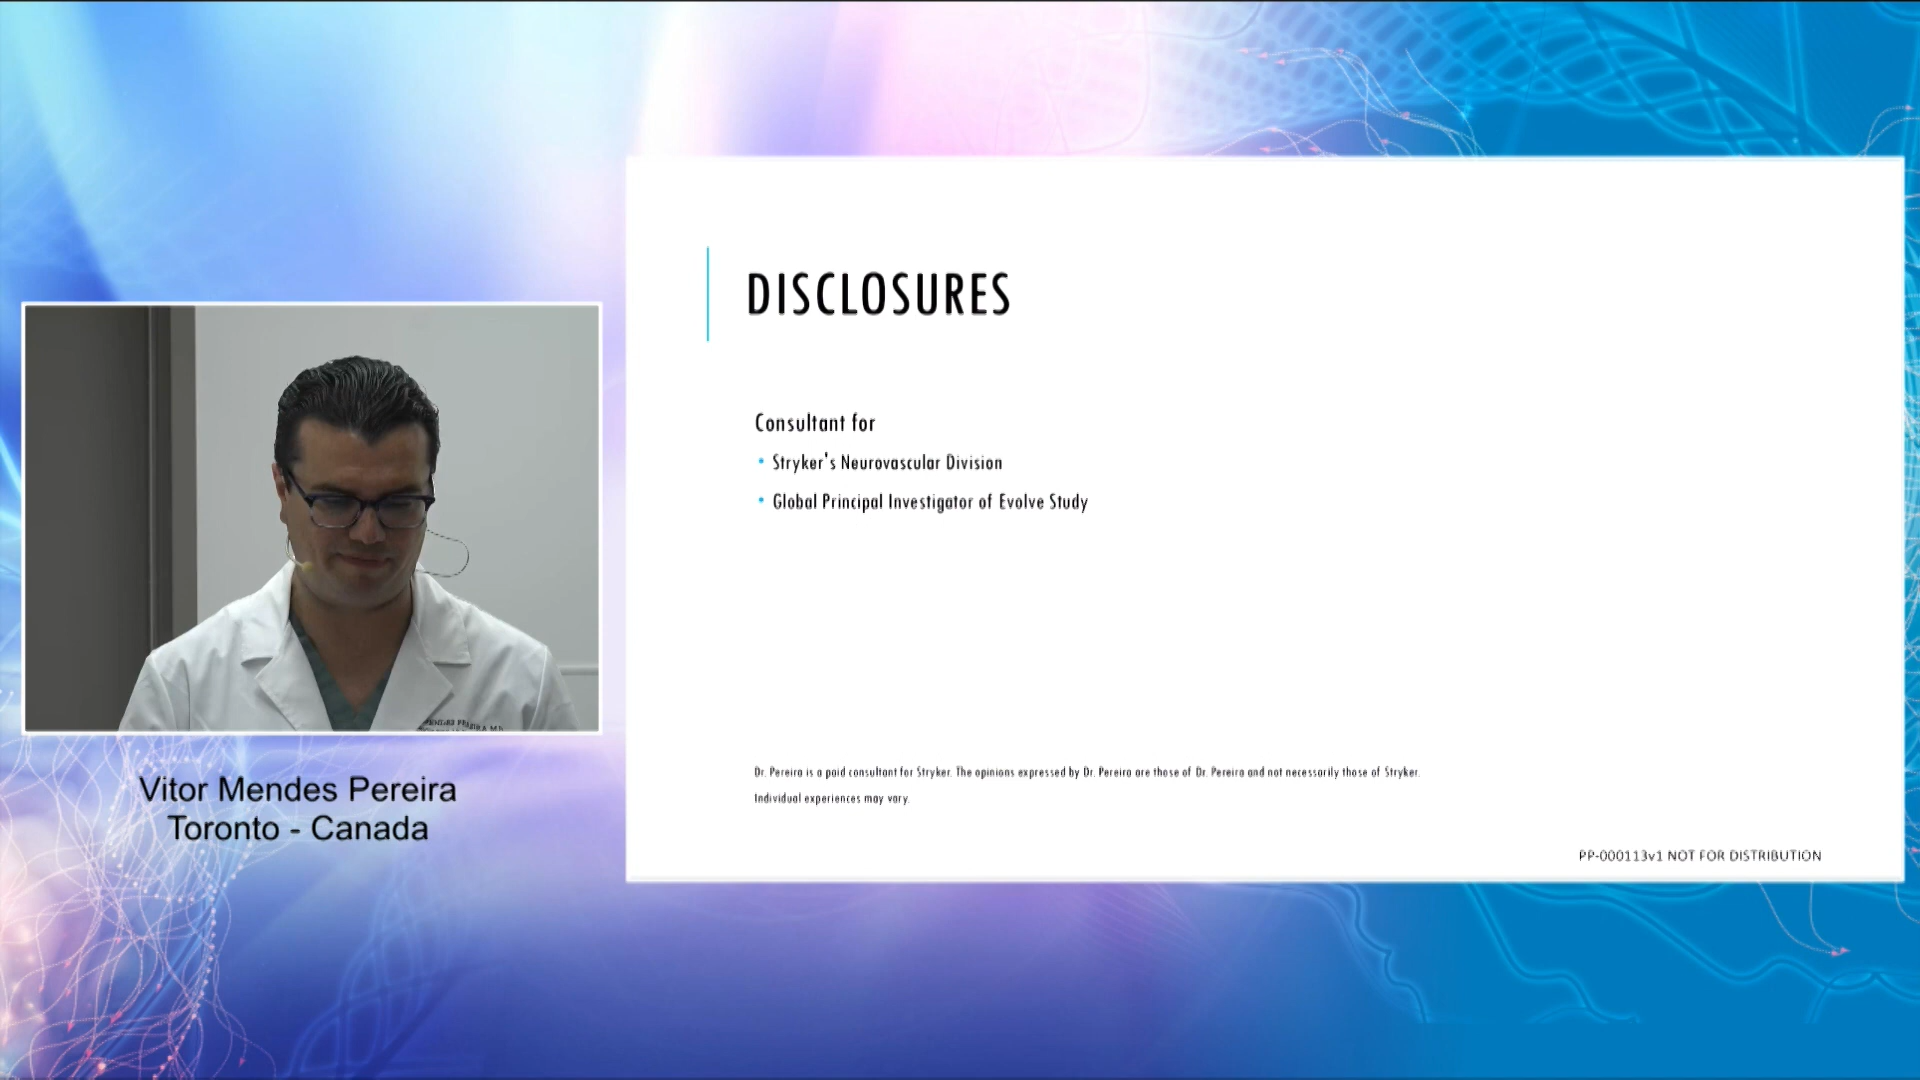 DISCLOSURES
Consultant for
• Stryker's Neurovascular Division
• Global Principal Investigator of Evolve Study
Dr. Pereira is a paid consultant for Stryker. The opinions expressed by Dr. Pereira are those of Dr. Pereira and not necessarily those of Stryker.
Individual experiences may vary.
PP-000113v1 NOT FOR DISTRIBUTION
Vitor Mendes Pereira
Toronto - Canada